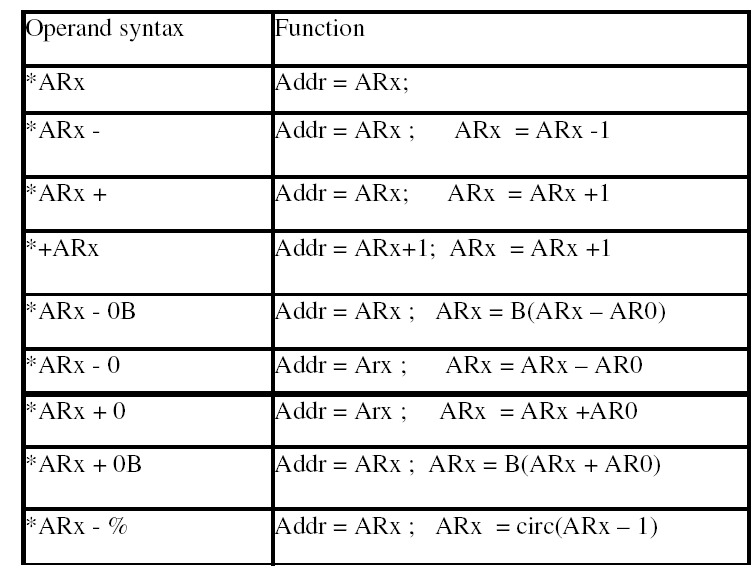 Operand syntax Function
*ARx Addr = ARx;
*ARx - Addr = ARx ; ARx = ARx -1
*ARx + Addr = ARx; ARx = ARx +1
*+ARx Addr = ARx+1; ARx = ARx +1
*ARx - 0B Addr = ARx ; ARx = B(ARx – AR0)
*ARx - 0 Addr = Arx ; ARx = ARx – AR0
*ARx + 0 Addr = Arx ; ARx = ARx +AR0
*ARx + 0B Addr = ARx ; ARx = B(ARx + AR0)
*ARx - % Addr = ARx ; ARx = circ(ARx – 1)